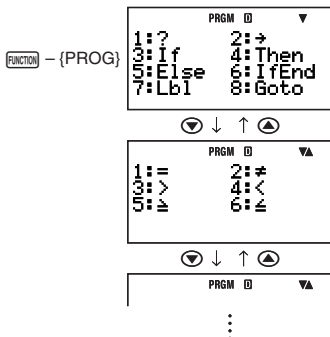 PRGM D ▼
1:? 2:→
FUNCTION – {PROG} 3:If 4:Then
5:Else 6:IfEnd
7:Lbl 8:Goto
▼ ↓ ↑ ▲
PRGM D ▼▲
1:= 2:≠
3:> 4:<
5:≥ 6:≤
▼ ↓ ↑ ▲
PRGM D ▼▲
⋮